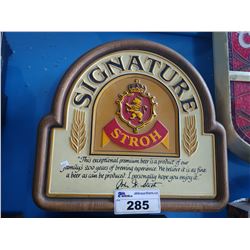 SIGNATURE
STROH
"This exceptional premium beer is a product of our
family's 200 years of brewing experience. We believe it is as fine
a beer as can be produced. I personally hope you enjoy it."
285